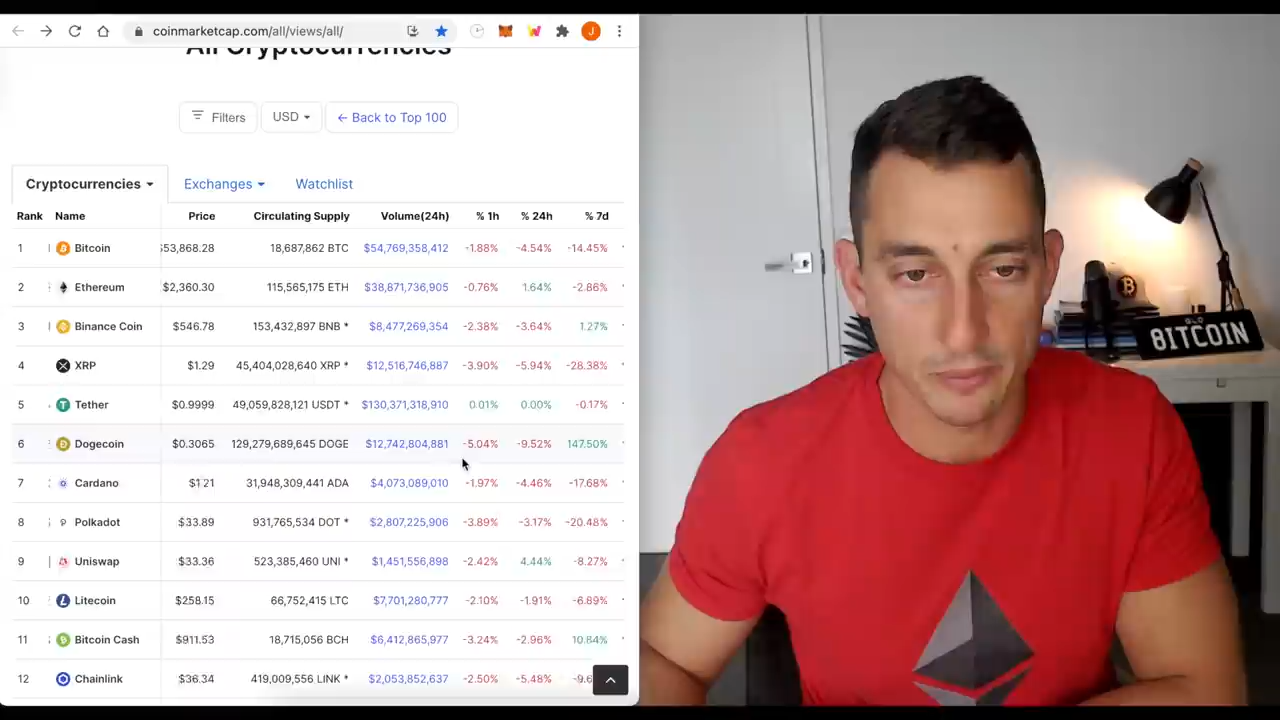 coinmarketcap.com/all/views/all/
J
All Cryptocurrencies
Filters
USD
← Back to Top 100
Cryptocurrencies
Exchanges
Watchlist
Rank Name Price Circulating Supply Volume(24h) % 1h % 24h % 7d
1 Bitcoin $53,868.28 18,687,862 BTC $54,769,358,412 -1.88% -4.54% -14.45%
2 Ethereum $2,360.30 115,565,175 ETH $38,871,736,905 -0.76% 1.64% -2.86%
3 Binance Coin $546.78 153,432,897 BNB * $8,477,269,354 -2.38% -3.64% 1.27%
4 XRP $1.29 45,404,028,640 XRP * $12,516,746,887 -3.90% -5.94% -28.38%
5 Tether $0.9999 49,059,828,121 USDT * $130,371,318,910 0.01% 0.00% -0.17%
6 Dogecoin $0.3065 129,279,689,645 DOGE $12,742,804,881 -5.04% -9.52% 147.50%
7 Cardano $1.21 31,948,309,441 ADA $4,073,089,010 -1.97% -4.46% -17.68%
8 Polkadot $33.89 931,765,534 DOT * $2,807,225,906 -3.89% -3.17% -20.48%
9 Uniswap $33.36 523,385,460 UNI * $1,451,556,898 -2.42% 4.44% -8.27%
10 Litecoin $258.15 66,752,415 LTC $7,701,280,777 -2.10% -1.91% -6.89%
11 Bitcoin Cash $911.53 18,715,056 BCH $6,412,865,977 -3.24% -2.96% 10.64%
12 Chainlink $36.34 419,009,556 LINK * $2,053,852,637 -2.50% -5.48%
8ITCOIN